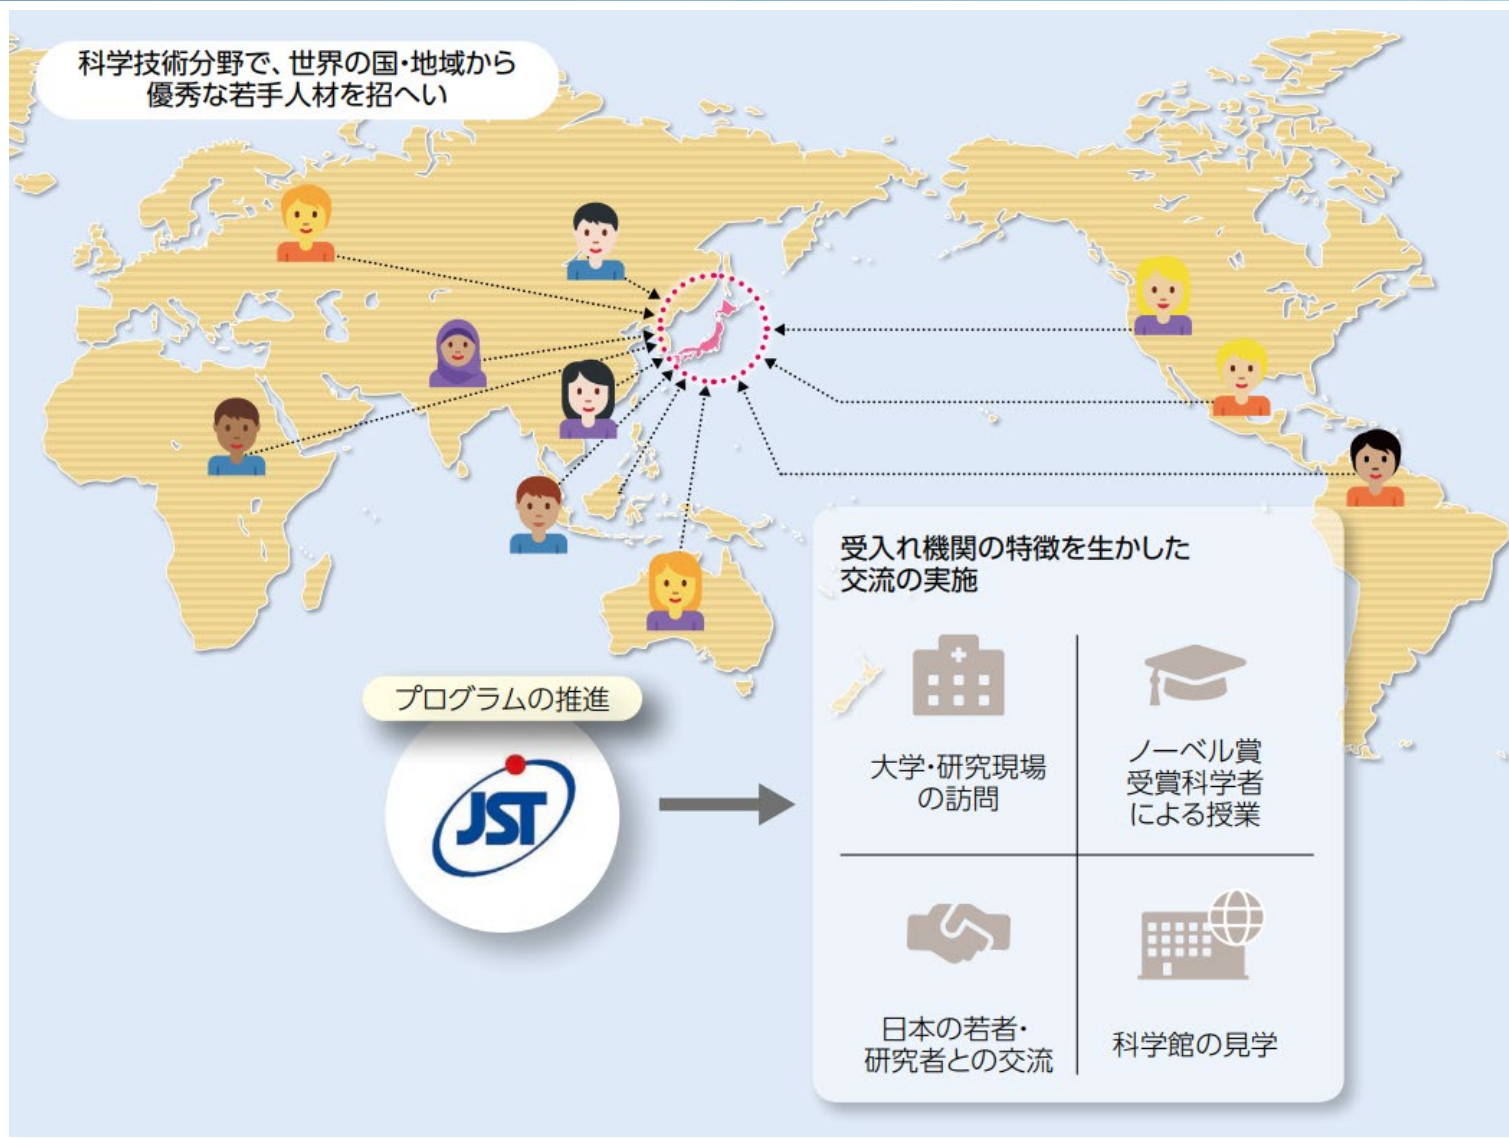 科学技術分野で、世界の国・地域から
優秀な若手人材を招へい
受入れ機関の特徴を生かした
交流の実施
プログラムの推進
JST
大学・研究現場
の訪問
ノーベル賞
受賞科学者
による授業
日本の若者・
研究者との交流
科学館の見学